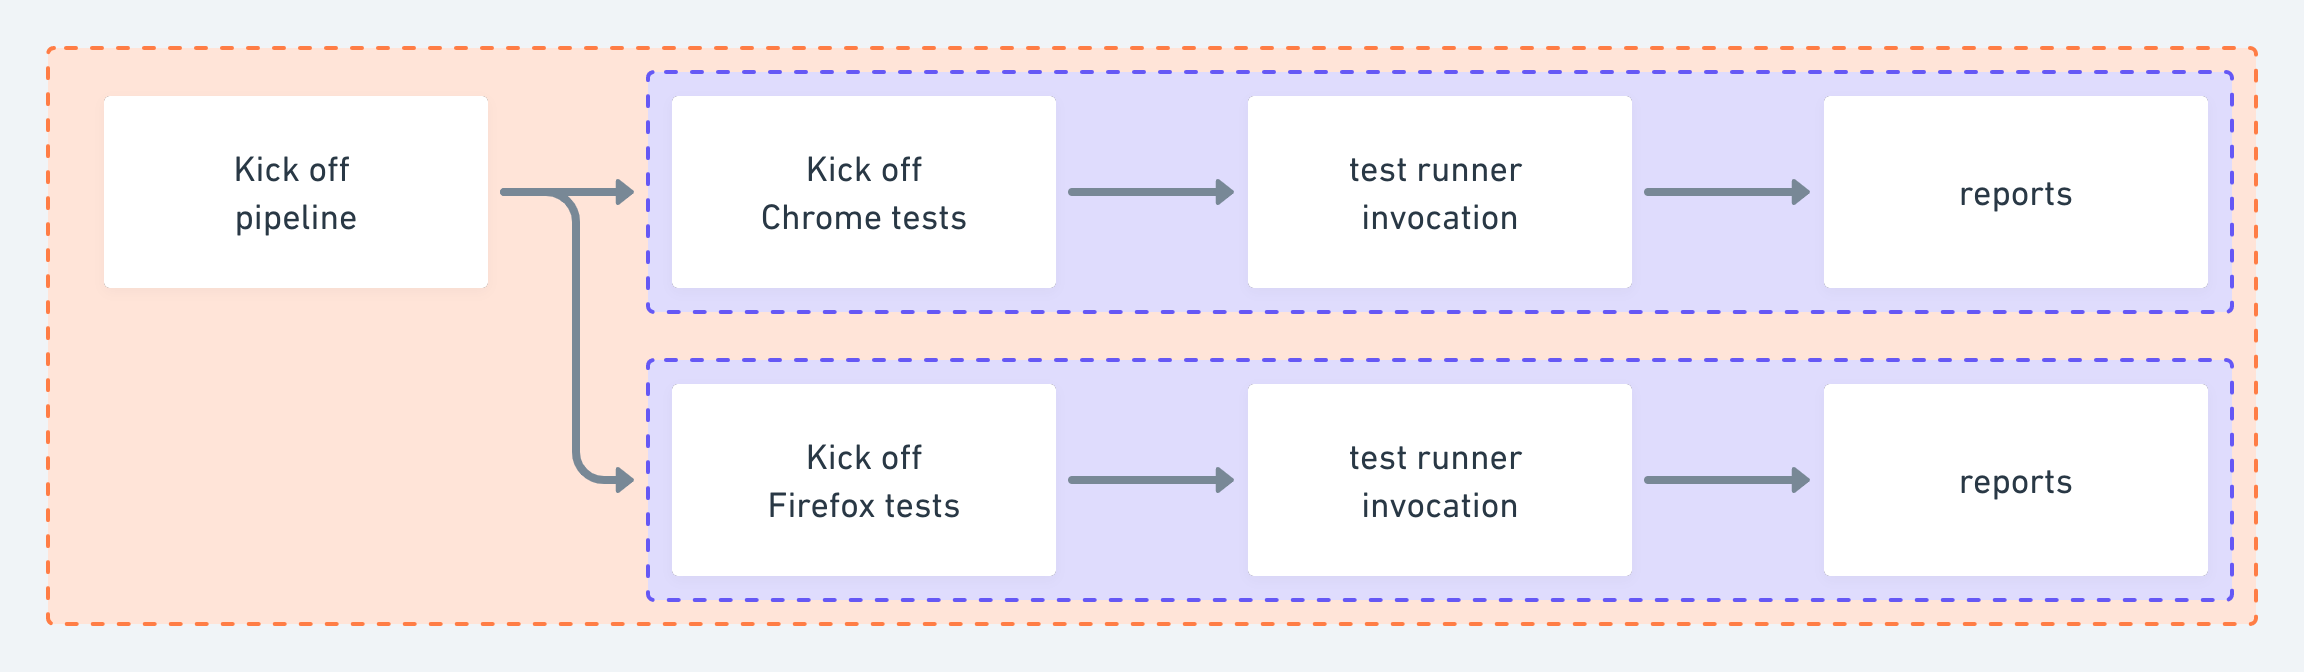 Kick off
pipeline
Kick off
Chrome tests
test runner
invocation
reports
Kick off
Firefox tests
test runner
invocation
reports